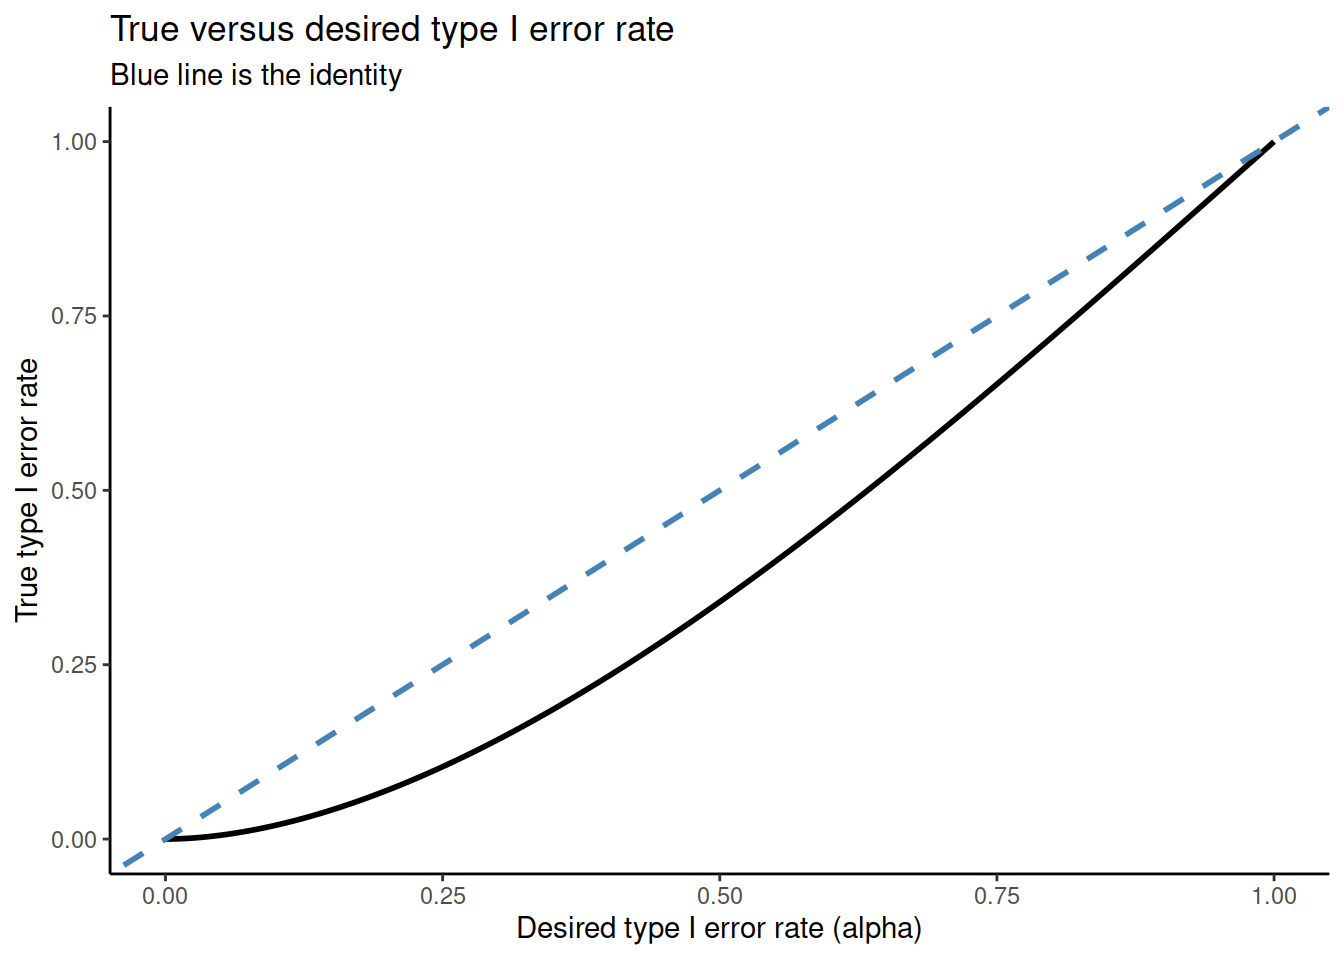 True versus desired type I error rate
Blue line is the identity
1.00
0.75
0.50
0.25
0.00
True type I error rate
0.00
0.25
0.50
0.75
1.00
Desired type I error rate (alpha)